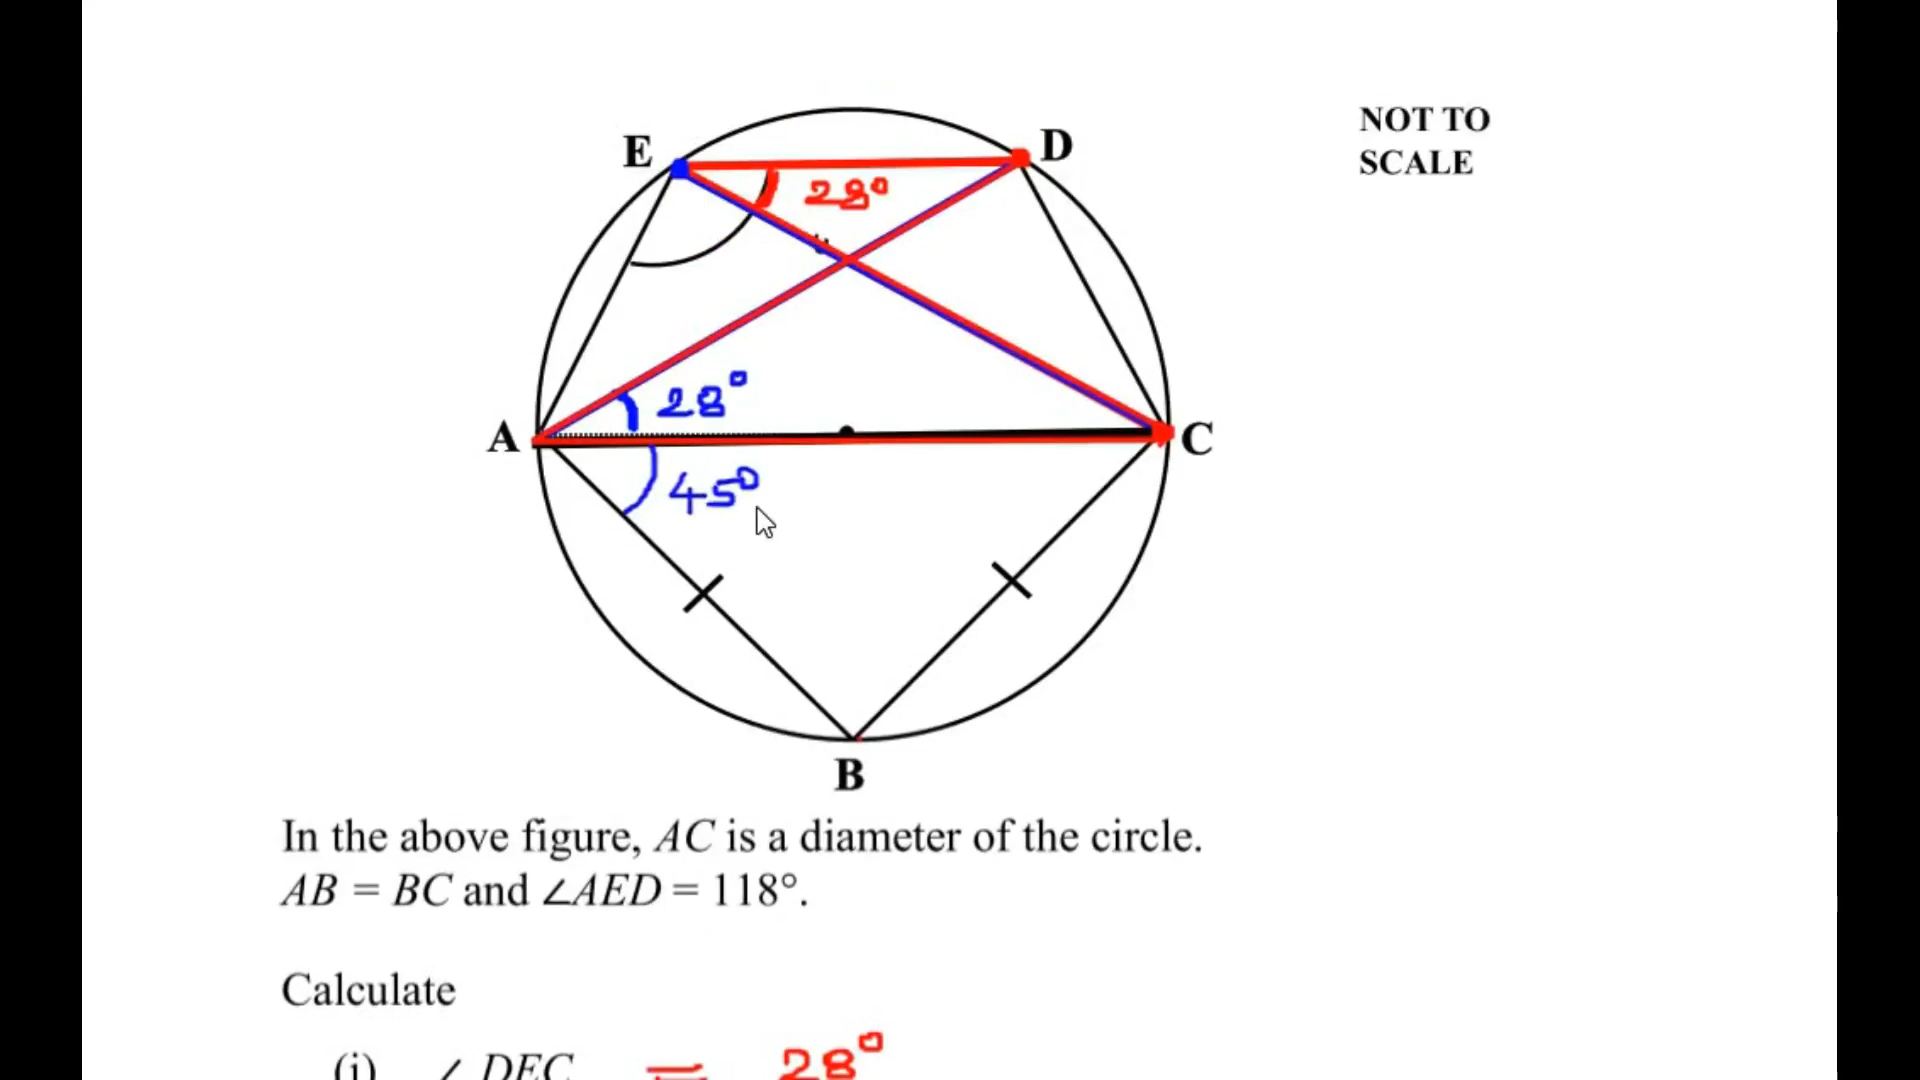 E
D
NOT TO
SCALE
28°
28°
A
C
45°
B
In the above figure, AC is a diameter of the circle.
AB = BC and ∠AED = 118°.
Calculate
(i) ∠ DEC = 28°